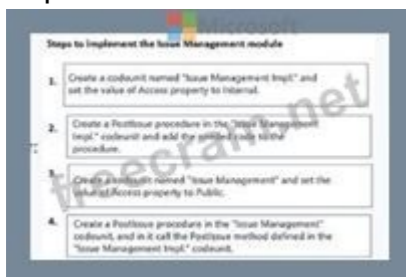 Microsoft
Steps to implement the Issue Management module
1. Create a codeunit named "Issue Management Impl." and
set the value of Access property to Internal.
2. Create a PostIssue procedure in the "Issue Management
Impl." codeunit and add the needed code to the
procedure.
3. Create a codeunit named "Issue Management" and set the
value of Access property to Public.
4. Create a PostIssue procedure in the "Issue Management"
codeunit, and in it call the PostIssue method defined in the
"Issue Management Impl." codeunit.
freecram.net